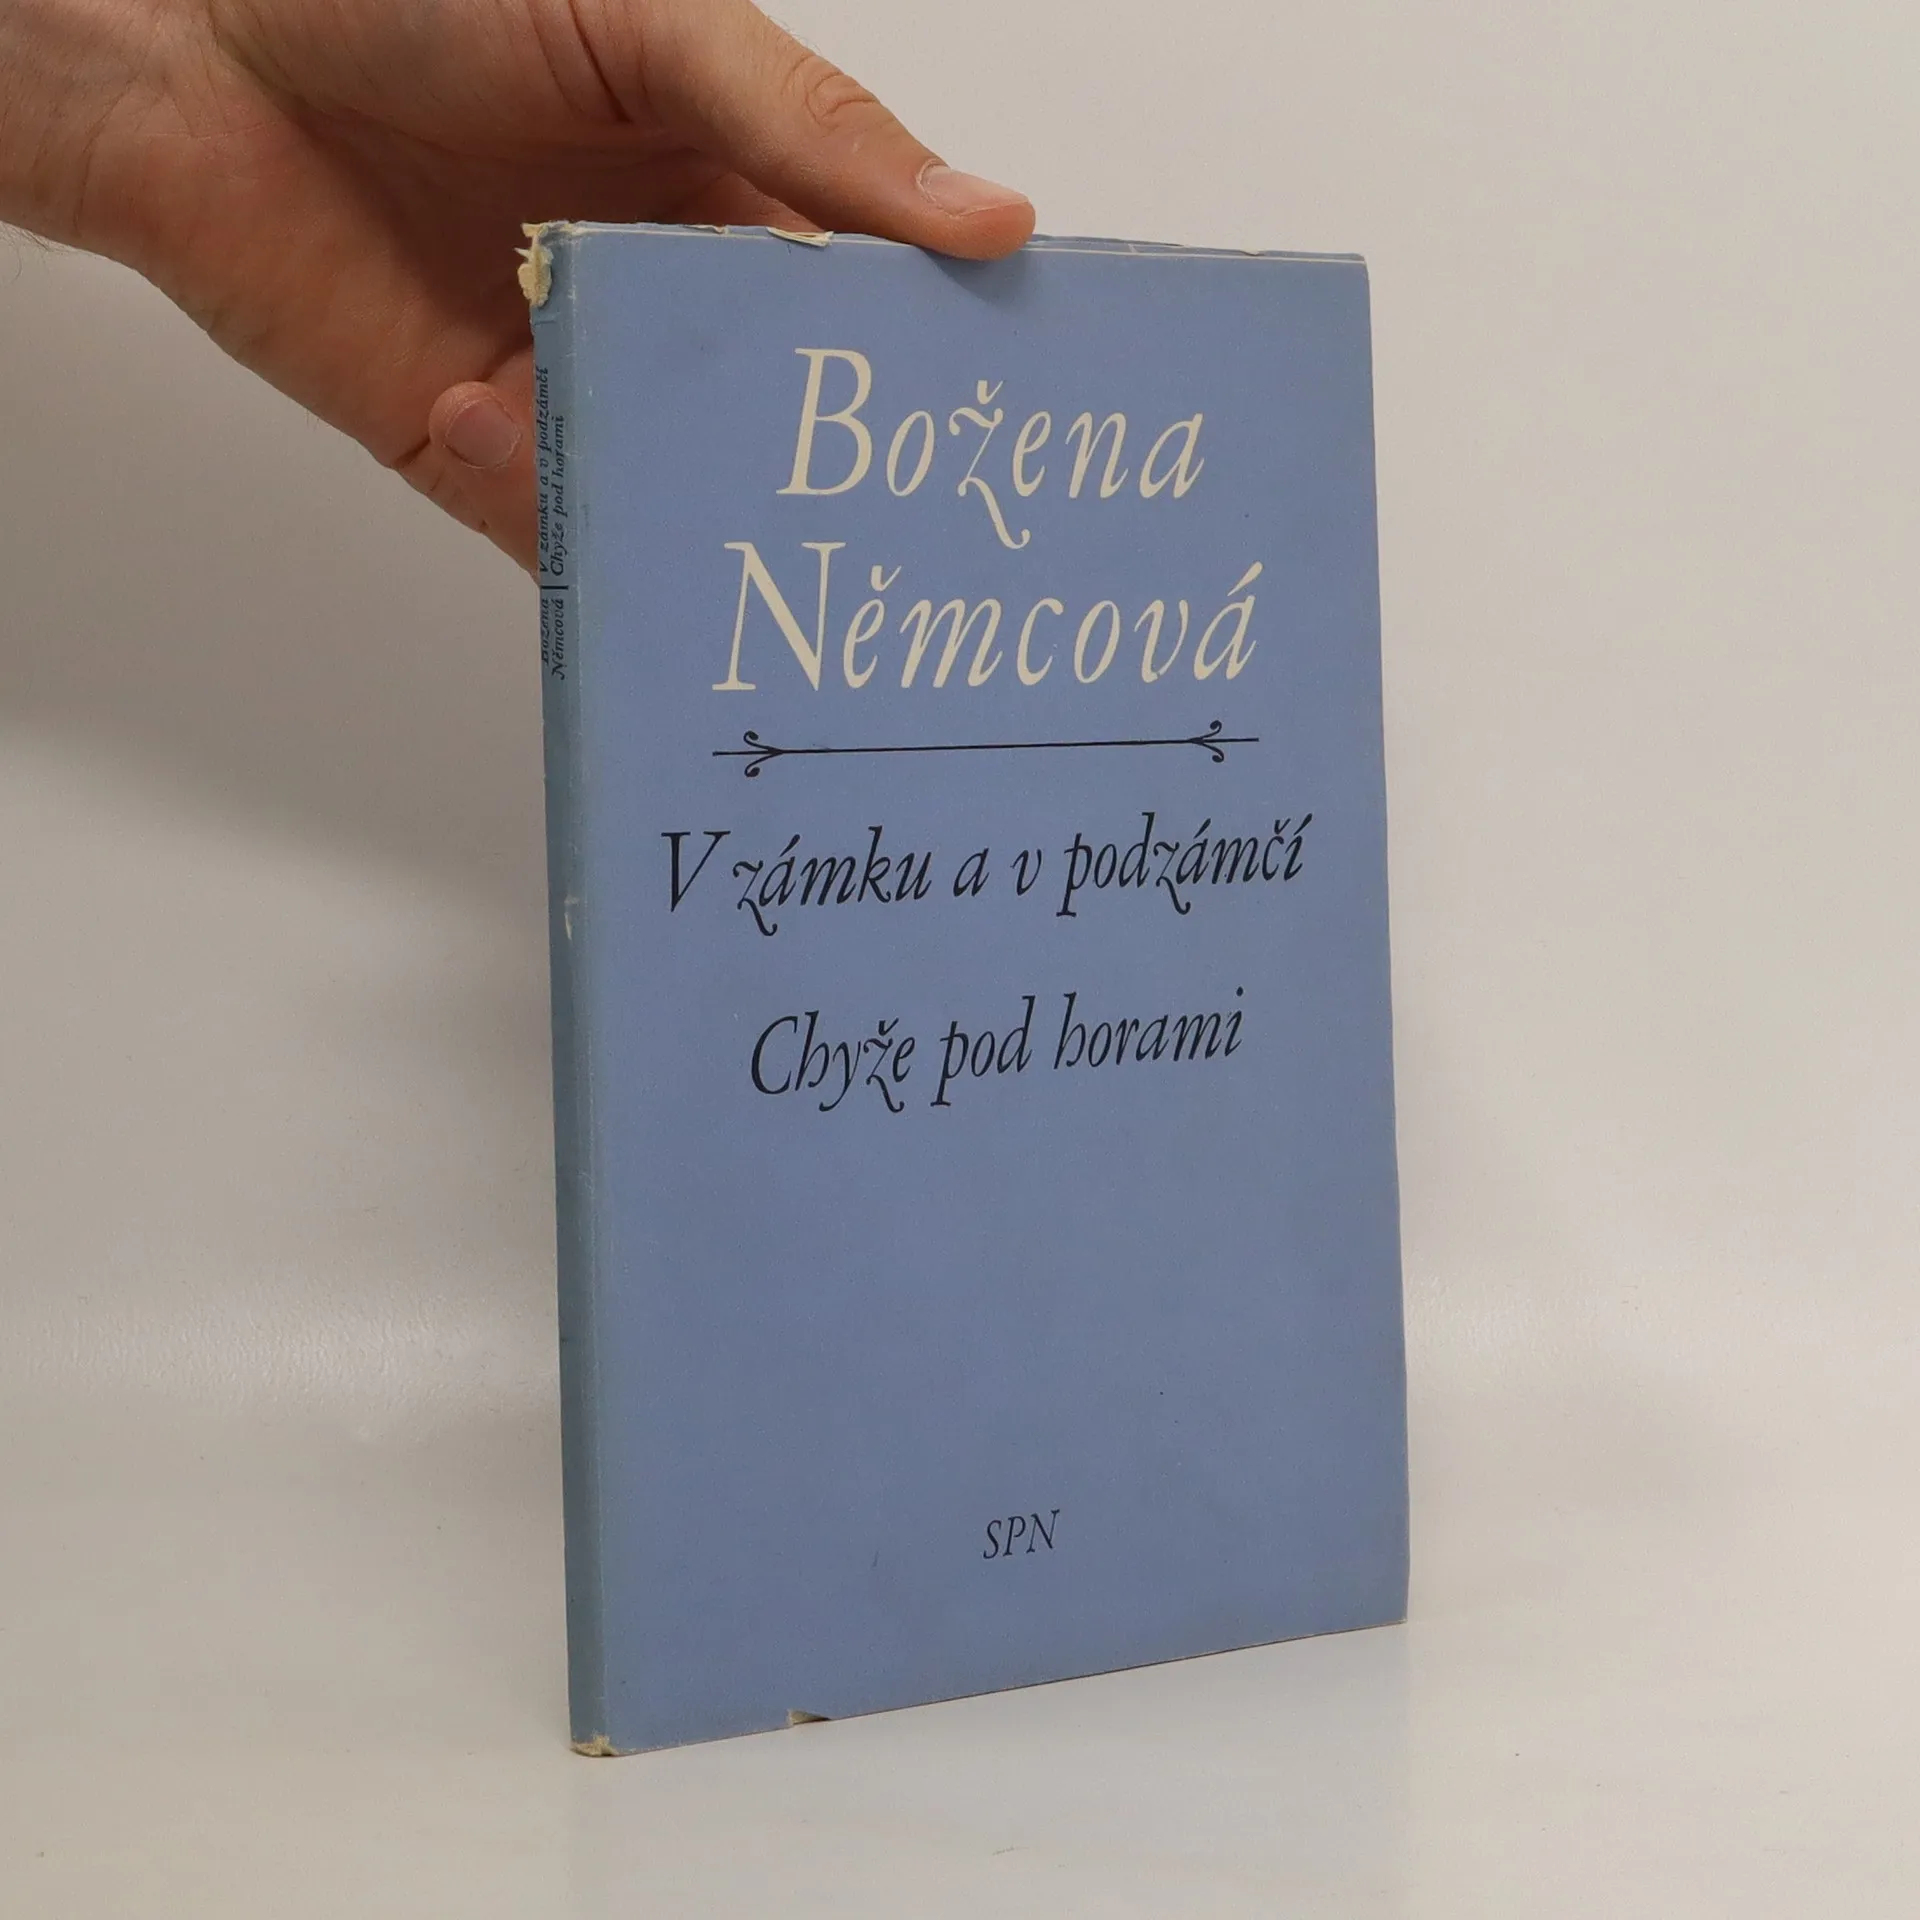 Božena
Němcová
V zámku a v podzámčí
Chyže pod horami
SPN
Božena
Němcová
V zámku a v podzámčí
Chyže pod horami